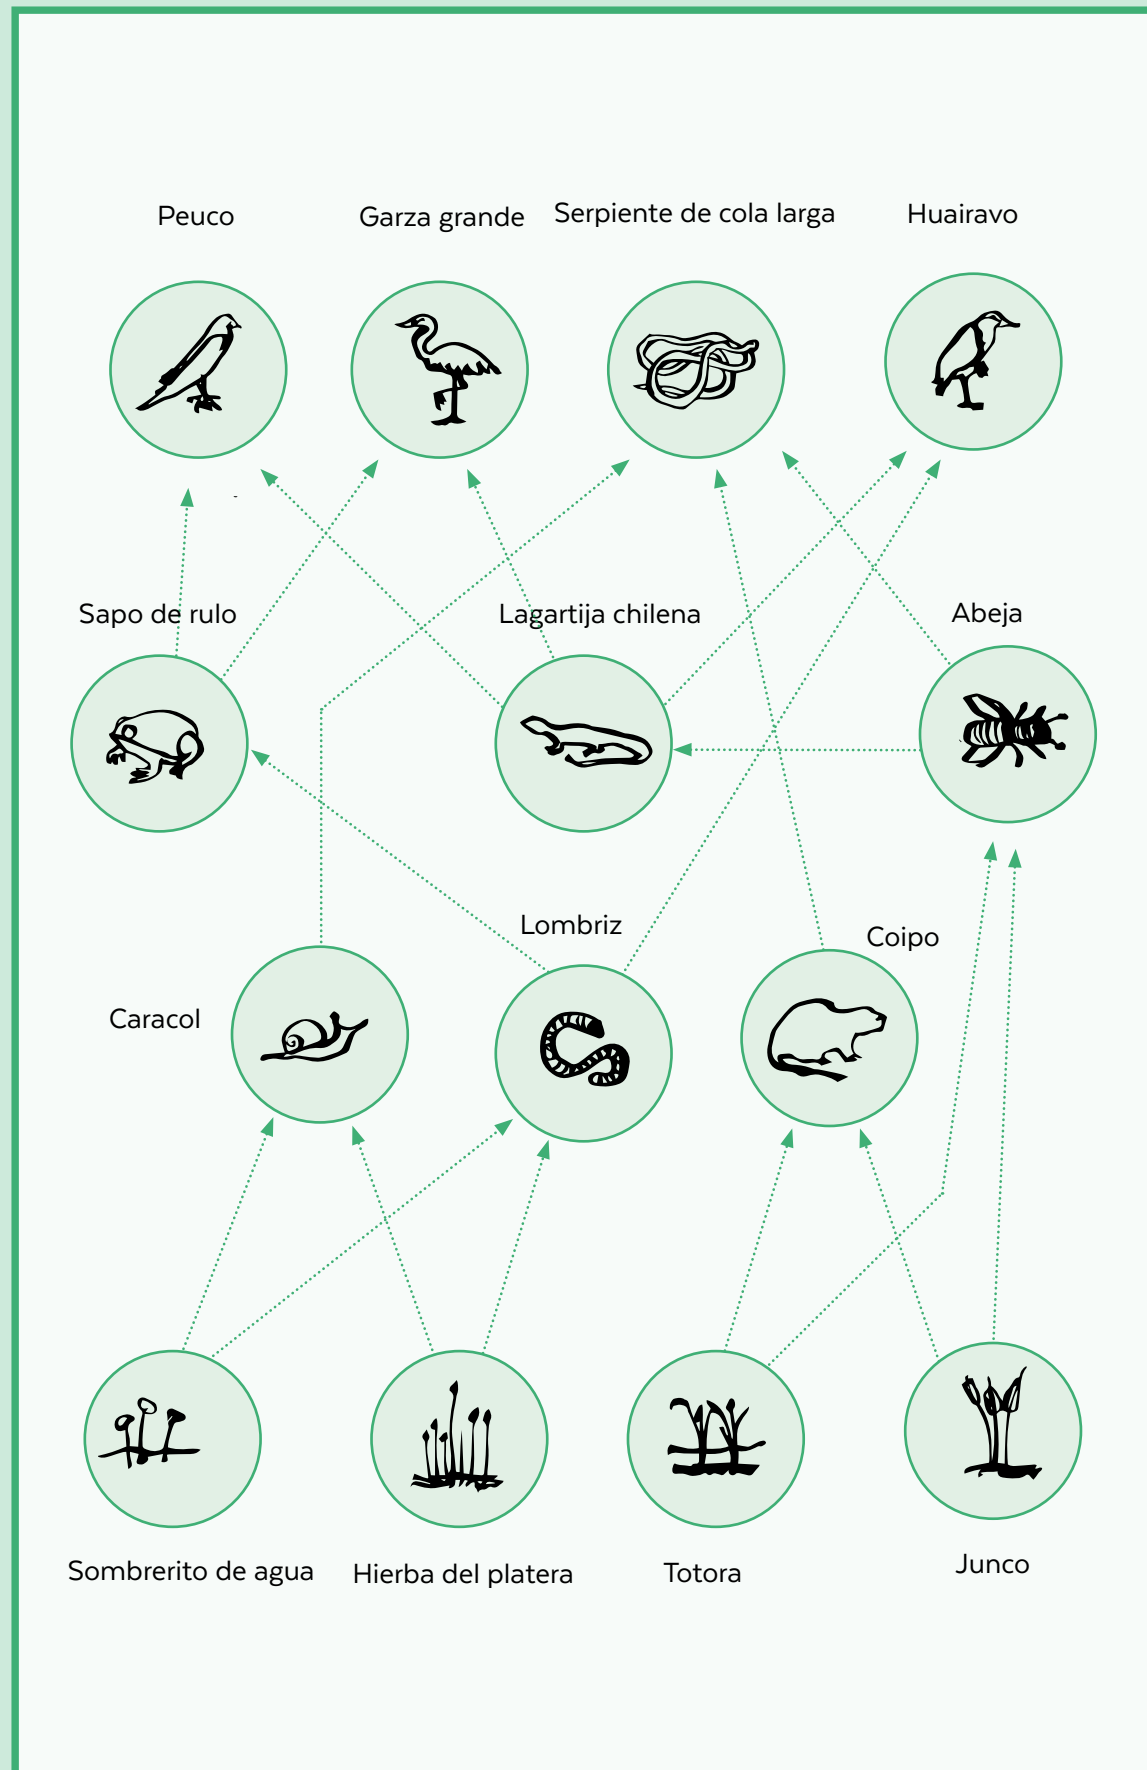 Peuco
Garza grande
Serpiente de cola larga
Huairavo
Sapo de rulo
Lagartija chilena
Abeja
Lombriz
Coipo
Caracol
Sombrerito de agua
Hierba del platera
Totora
Junco